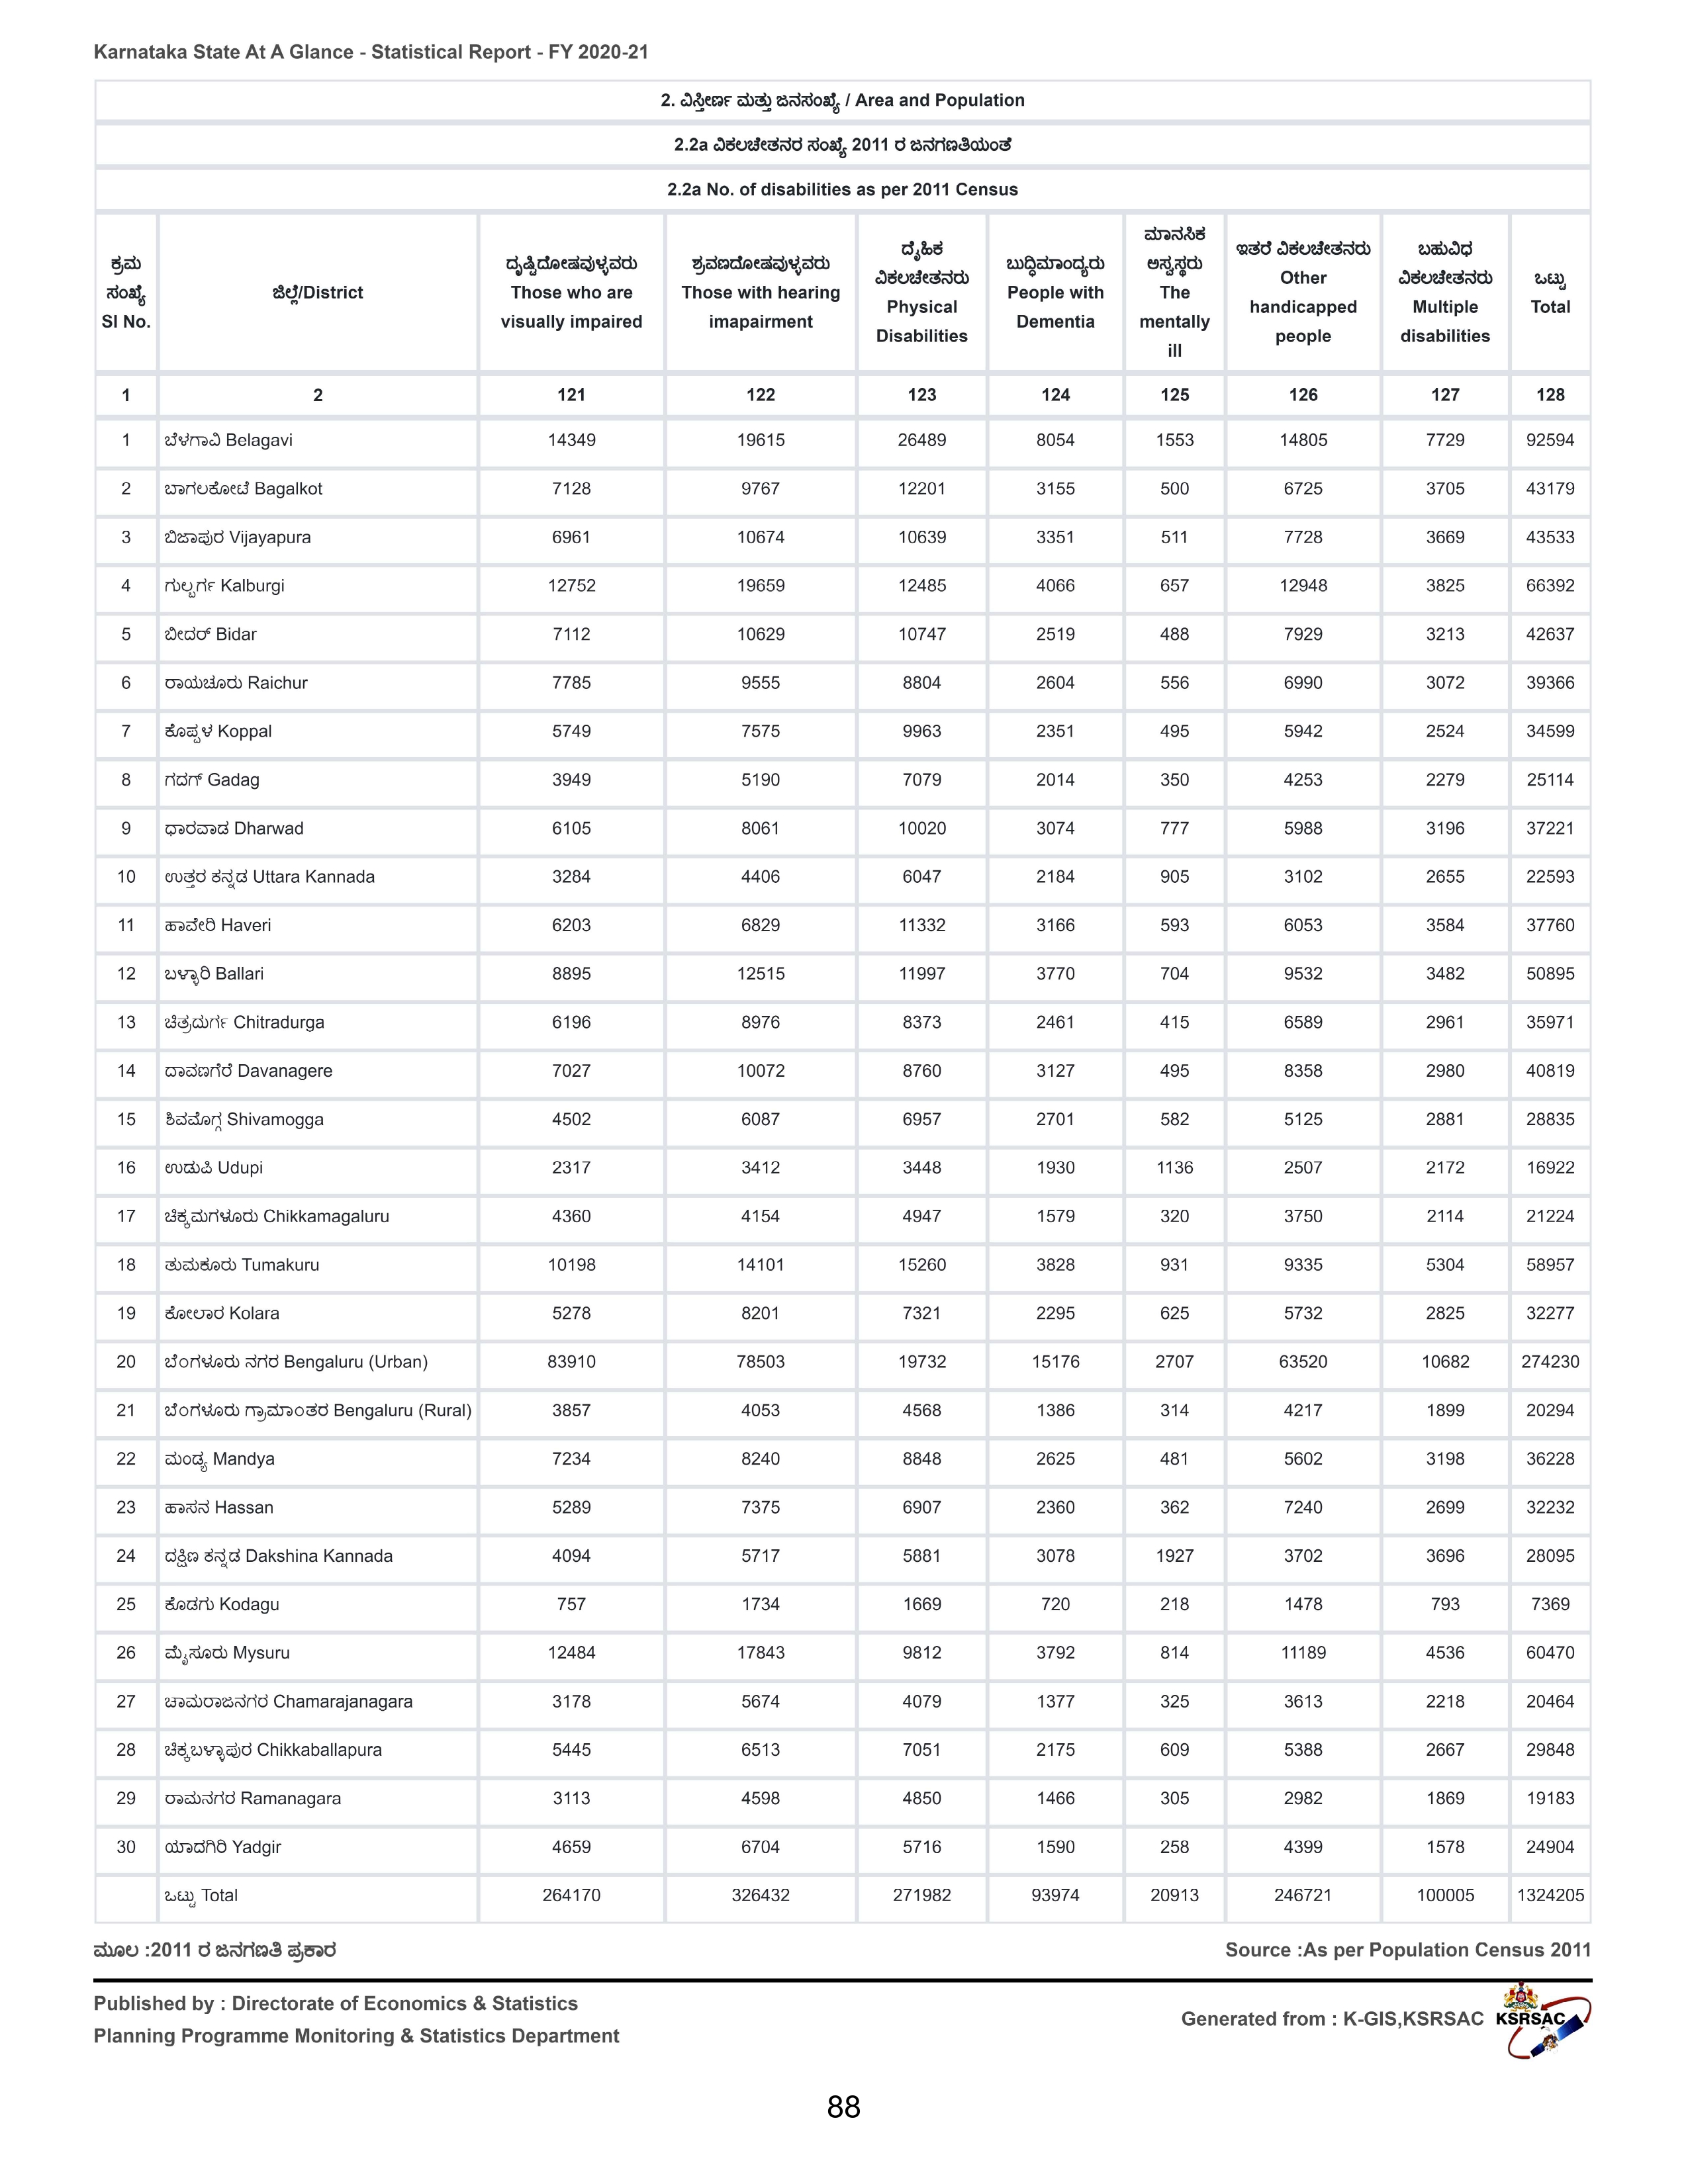 Karnataka State At A Glance - Statistical Report - FY 2020-21
2. ವಿಸ್ತೀರ್ಣ ಮತ್ತು ಜನಸಂಖ್ಯೆ / Area and Population
2.2a ವಿಕಲಚೇತನರ ಸಂಖ್ಯೆ 2011 ರ ಜನಗಣತಿಯಂತೆ
2.2a No. of disabilities as per 2011 Census
ಕ್ರಮ ಸಂಖ್ಯೆ Sl No. ಜಿಲ್ಲೆ/District ದೃಷ್ಟಿದೋಷವುಳ್ಳವರು Those who are visually impaired ಶ್ರವಣದೋಷವುಳ್ಳವರು Those with hearing imapairment ದೈಹಿಕ ವಿಕಲಚೇತನರು Physical Disabilities ಬುದ್ಧಿಮಾಂದ್ಯರು People with Dementia ಮಾನಸಿಕ ಅಸ್ವಸ್ಥರು The mentally ill ಇತರೆ ವಿಕಲಚೇತನರು Other handicapped people ಬಹುವಿಧ ವಿಕಲಚೇತನರು Multiple disabilities ಒಟ್ಟು Total
1 2 121 122 123 124 125 126 127 128
1 ಬೆಳಗಾವಿ Belagavi 14349 19615 26489 8054 1553 14805 7729 92594
2 ಬಾಗಲಕೋಟೆ Bagalkot 7128 9767 12201 3155 500 6725 3705 43179
3 ಬಿಜಾಪುರ Vijayapura 6961 10674 10639 3351 511 7728 3669 43533
4 ಗುಲ್ಬರ್ಗ Kalburgi 12752 19659 12485 4066 657 12948 3825 66392
5 ಬೀದರ್ Bidar 7112 10629 10747 2519 488 7929 3213 42637
6 ರಾಯಚೂರು Raichur 7785 9555 8804 2604 556 6990 3072 39366
7 ಕೊಪ್ಪಳ Koppal 5749 7575 9963 2351 495 5942 2524 34599
8 ಗದಗ್ Gadag 3949 5190 7079 2014 350 4253 2279 25114
9 ಧಾರವಾಡ Dharwad 6105 8061 10020 3074 777 5988 3196 37221
10 ಉತ್ತರ ಕನ್ನಡ Uttara Kannada 3284 4406 6047 2184 905 3102 2655 22593
11 ಹಾವೇರಿ Haveri 6203 6829 11332 3166 593 6053 3584 37760
12 ಬಳ್ಳಾರಿ Ballari 8895 12515 11997 3770 704 9532 3482 50895
13 ಚಿತ್ರದುರ್ಗ Chitradurga 6196 8976 8373 2461 415 6589 2961 35971
14 ದಾವಣಗೆರೆ Davanagere 7027 10072 8760 3127 495 8358 2980 40819
15 ಶಿವಮೊಗ್ಗ Shivamogga 4502 6087 6957 2701 582 5125 2881 28835
16 ಉಡುಪಿ Udupi 2317 3412 3448 1930 1136 2507 2172 16922
17 ಚಿಕ್ಕಮಗಳೂರು Chikkamagaluru 4360 4154 4947 1579 320 3750 2114 21224
18 ತುಮಕೂರು Tumakuru 10198 14101 15260 3828 931 9335 5304 58957
19 ಕೋಲಾರ Kolara 5278 8201 7321 2295 625 5732 2825 32277
20 ಬೆಂಗಳೂರು ನಗರ Bengaluru (Urban) 83910 78503 19732 15176 2707 63520 10682 274230
21 ಬೆಂಗಳೂರು ಗ್ರಾಮಾಂತರ Bengaluru (Rural) 3857 4053 4568 1386 314 4217 1899 20294
22 ಮಂಡ್ಯ Mandya 7234 8240 8848 2625 481 5602 3198 36228
23 ಹಾಸನ Hassan 5289 7375 6907 2360 362 7240 2699 32232
24 ದಕ್ಷಿಣ ಕನ್ನಡ Dakshina Kannada 4094 5717 5881 3078 1927 3702 3696 28095
25 ಕೊಡಗು Kodagu 757 1734 1669 720 218 1478 793 7369
26 ಮೈಸೂರು Mysuru 12484 17843 9812 3792 814 11189 4536 60470
27 ಚಾಮರಾಜನಗರ Chamarajanagara 3178 5674 4079 1377 325 3613 2218 20464
28 ಚಿಕ್ಕಬಳ್ಳಾಪುರ Chikkaballapura 5445 6513 7051 2175 609 5388 2667 29848
29 ರಾಮನಗರ Ramanagara 3113 4598 4850 1466 305 2982 1869 19183
30 ಯಾದಗಿರಿ Yadgir 4659 6704 5716 1590 258 4399 1578 24904
ಒಟ್ಟು Total 264170 326432 271982 93974 20913 246721 100005 1324205
ಮೂಲ :2011 ರ ಜನಗಣತಿ ಪ್ರಕಾರ Source :As per Population Census 2011
Published by : Directorate of Economics & Statistics
Planning Programme Monitoring & Statistics Department
Generated from : K-GIS,KSRSAC KSRSAC
88